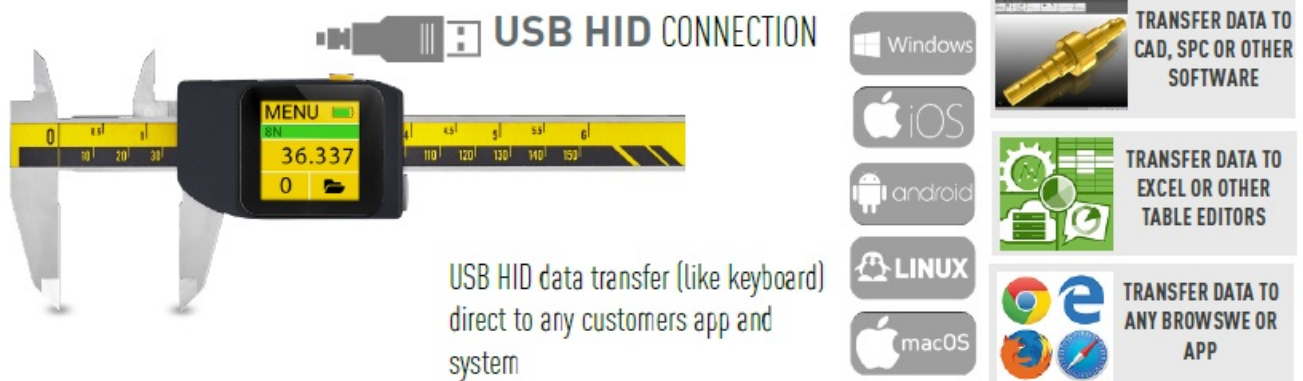 USB HID CONNECTION
MENU
8N
36.337
0
0
10
20
30
4.5
5
5.5
6
110
120
130
140
150
USB HID data transfer (like keyboard)
direct to any customers app and
system
Windows
iOS
android
LINUX
macOS
TRANSFER DATA TO
CAD, SPC OR OTHER
SOFTWARE
TRANSFER DATA TO
EXCEL OR OTHER
TABLE EDITORS
TRANSFER DATA TO
ANY BROWSWE OR
APP